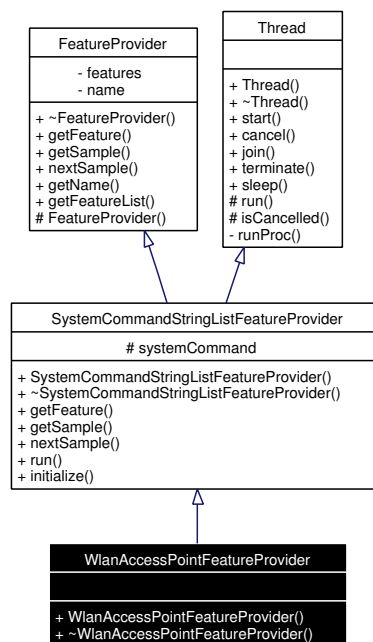 FeatureProvider
- features
- name
+ ~FeatureProvider()
+ getFeature()
+ getSample()
+ nextSample()
+ getName()
+ getFeatureList()
# FeatureProvider()
Thread
+ Thread()
+ ~Thread()
+ start()
+ cancel()
+ join()
+ terminate()
+ sleep()
# run()
# isCancelled()
- runProc()
SystemCommandStringListFeatureProvider
# systemCommand
+ SystemCommandStringListFeatureProvider()
+ ~SystemCommandStringListFeatureProvider()
+ getFeature()
+ getSample()
+ nextSample()
+ run()
+ initialize()
WlanAccessPointFeatureProvider
+ WlanAccessPointFeatureProvider()
+ ~WlanAccessPointFeatureProvider()